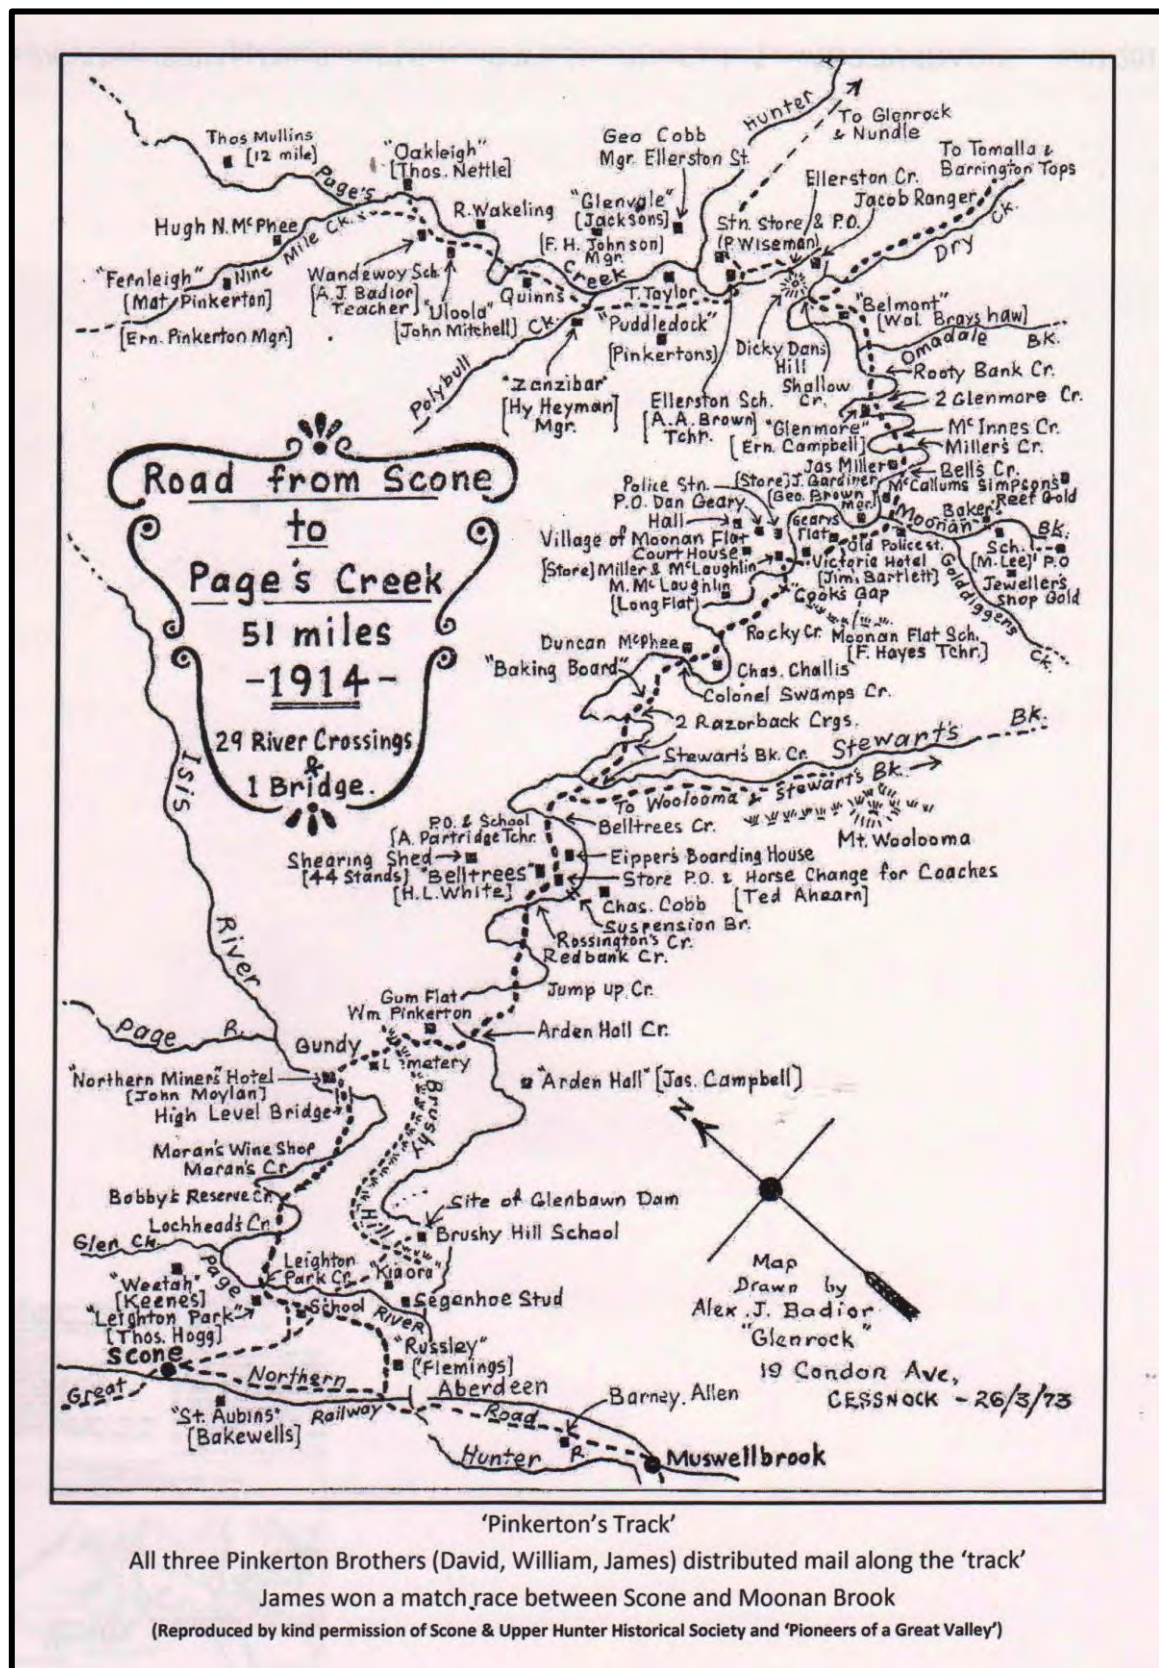 Thos Mullins
[12 mile]
"Oakleigh"
[Thos. Nettle]
Page's
Creek
Geo Cobb
Mgr. Ellerston St.
Hunter
To Glenrock
& Nundle
To Tomalla &
Barrington Tops
Ellerston Cr.
Jacob Ranger
Dry Ck.
Hugh N. McPhee
Nine Mile Ck.
R. Wakeling
"Glenvale"
[Jacksons]
[F. H. Johnson]
Mgr.
Stn. Store & P.O.
(P. Wiseman)
"Fernleigh"
[Mat Pinkerton]
[Ern. Pinkerton Mgr]
Wandewoy Sch.
[A. J. Badior
Teacher]
"Uloola"
[John Mitchell]
Quinns
T. Taylor
"Puddledock"
[Pinkertons]
Dicky Dans
Hill
Shallow
Cr.
"Belmont"
[Wal. Brayshaw]
Omadale Bk.
Polybull Ck.
"Zanzibar"
[Hy Heyman]
Mgr.
Ellerston Sch.
[A. A. Brown]
Tchr.
Rooty Bank Cr.
2 Glenmore Cr.
"Glenmore"
[Ern. Campbell]
McInnes Cr.
Miller's Cr.
Jas Miller
Bell's Cr.
Road from Scone
to
Page's Creek
51 miles
-1914-
29 River Crossings
&
1 Bridge.
Police Stn.
P.O. Dan Geary
Hall
Village of Moonan Flat
Court House
[Store] Miller & McLaughlin
M. McLaughlin
(Long Flat)
[Store] J. Gardiner
[Geo. Brown
Mgr.
Gearys
Flat
McCallums
Simpson's
Reef Gold
Baker
Moonan Bk.
Old Police st.
Victoria Hotel
[Jim. Bartlett]
Sch.
[M. Lee] P.O
Jeweller's
Shop Gold
Golddiggers Ck.
Cook's Gap
Rocky Cr.
Moonan Flat Sch.
[F. Hayes Tchr.]
Duncan McPhee
"Baking Board"
Chas. Challis
Colonel Swamps Cr.
2 Razorback Crgs.
Stewart's Bk. Cr.
Stewart's Bk.
To Woolooma & Stewart's Bk.
Mt. Woolooma
Belltrees Cr.
Isis River
P.O. & School
[A. Partridge Tchr.
Shearing Shed
[44 Stands]
"Belltrees"
[H. L. White]
Eipper's Boarding House
Store P.O. & Horse Change for Coaches
[Ted Ahearn]
Chas. Cobb
Suspension Br.
Rossington's Cr.
Redbank Cr.
Jump Up Cr.
Gum Flat
Wm. Pinkerton
Arden Hall Cr.
"Arden Hall" [Jas. Campbell]
Page R.
Gundy
Cemetery
Brushy Hill
"Northern Miners" Hotel
[John Moylan]
High Level Bridge
Moran's Wine Shop
Moran's Cr.
Bobby's Reserve Cr.
Lochhead's Cr.
Glen Ck.
Site of Glenbawn Dam
Brushy Hill School
"Kiaora"
Segenhoe Stud
Leighton
Park Cr.
Page River
"Weetah"
[Keenes]
"Leighton Park"
[Thos. Hogg]
School
Scone
"Russley"
[Flemings]
Great Northern Railway
"St. Aubins"
[Bakewells]
Aberdeen
Road
Barney Allen
Hunter R.
Muswellbrook
N
Map
Drawn by
Alex. J. Badior
"Glenrock"
19 Condon Ave,
CESSNOCK - 26/3/73
'Pinkerton's Track'
All three Pinkerton Brothers (David, William, James) distributed mail along the 'track'
James won a match race between Scone and Moonan Brook
(Reproduced by kind permission of Scone & Upper Hunter Historical Society and 'Pioneers of a Great Valley')